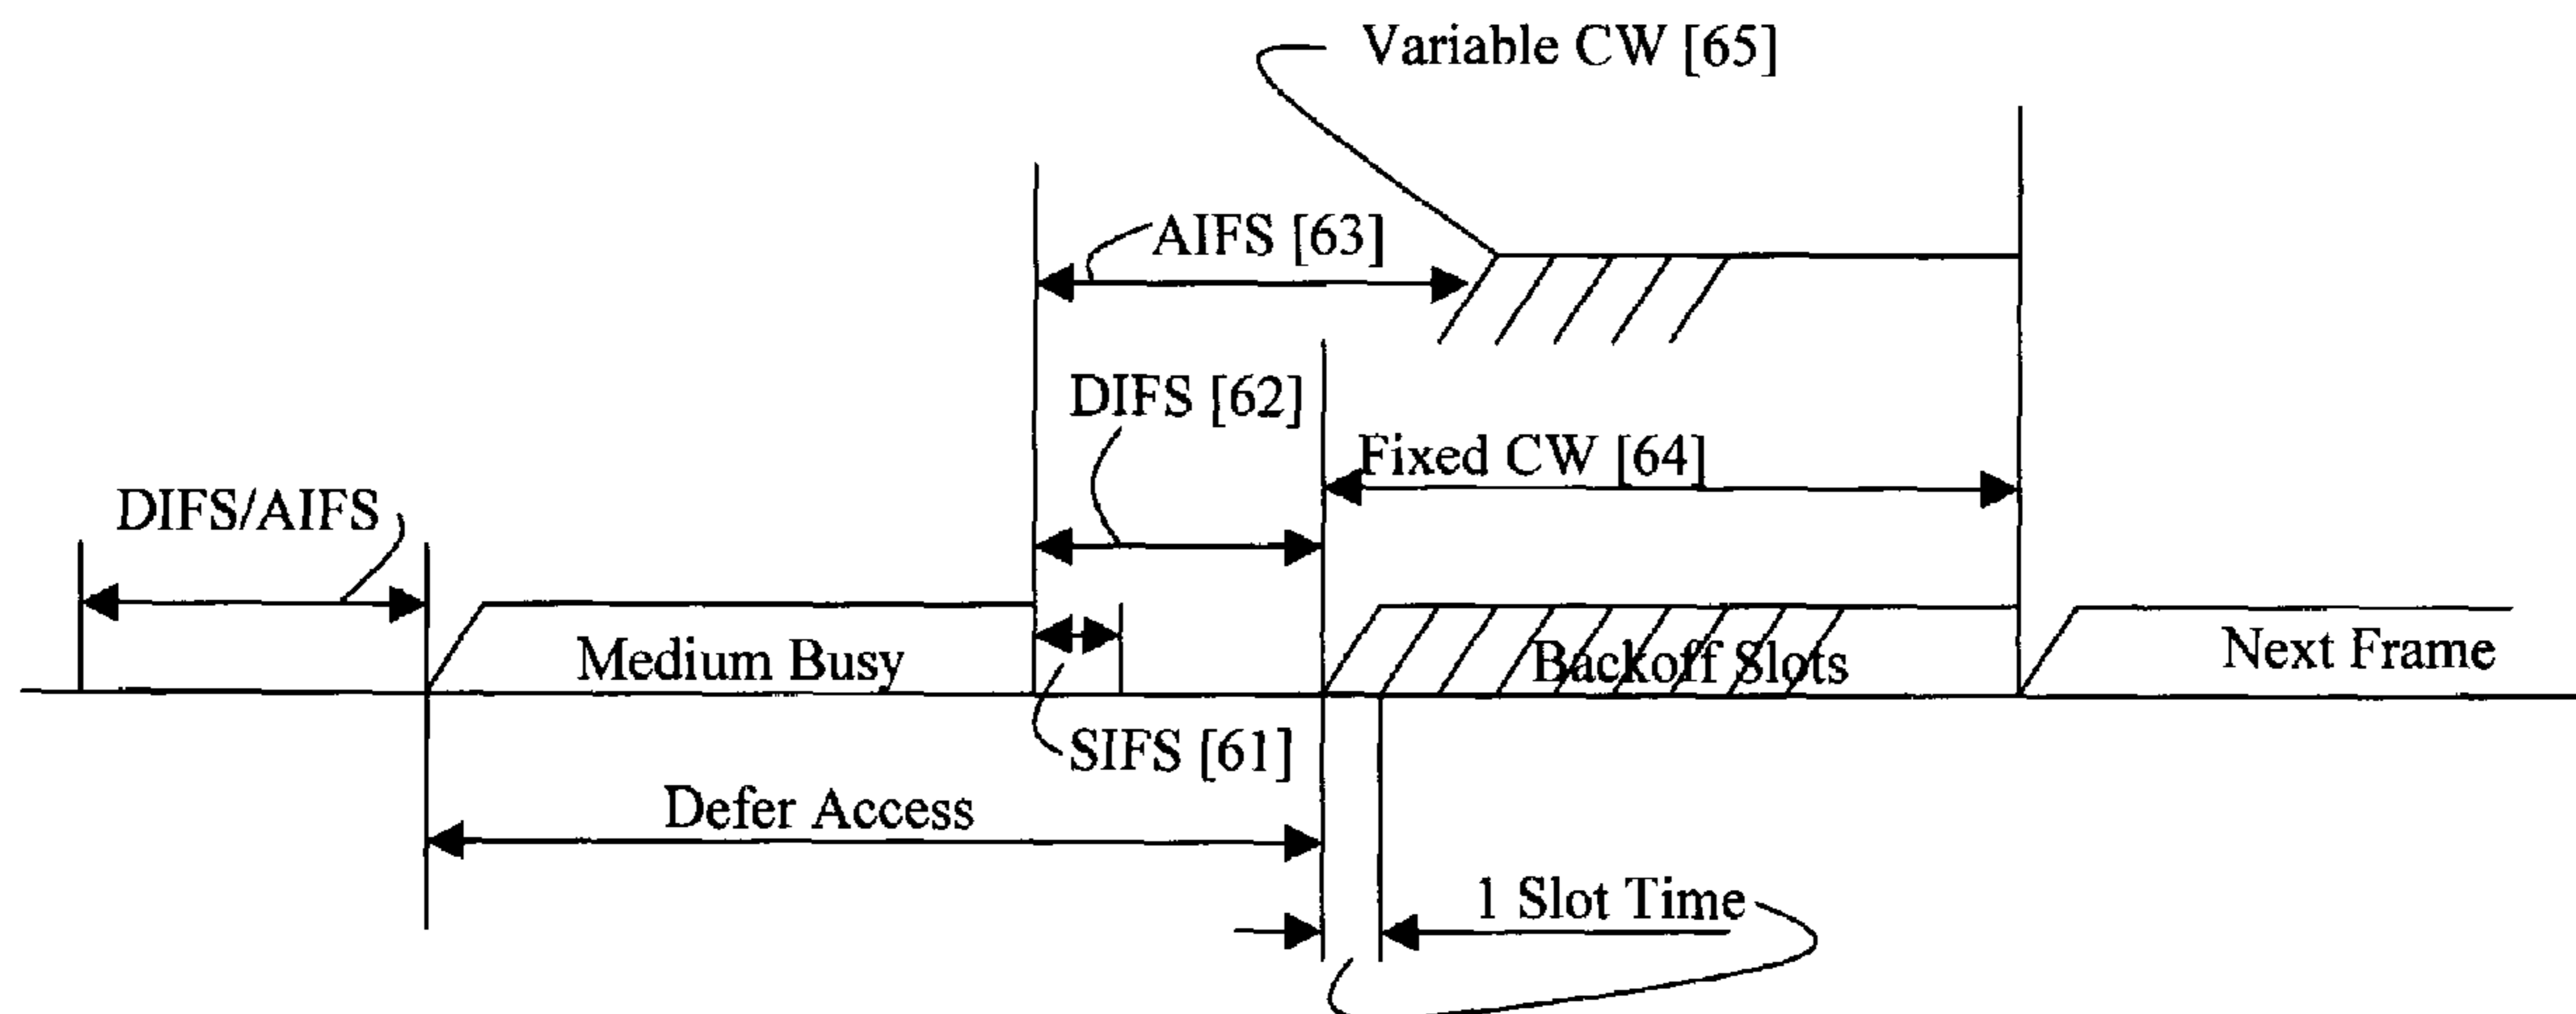 Variable CW [65]
AIFS [63]
DIFS [62]
Fixed CW [64]
DIFS/AIFS
Medium Busy
Backoff Slots
Next Frame
SIFS [61]
Defer Access
1 Slot Time